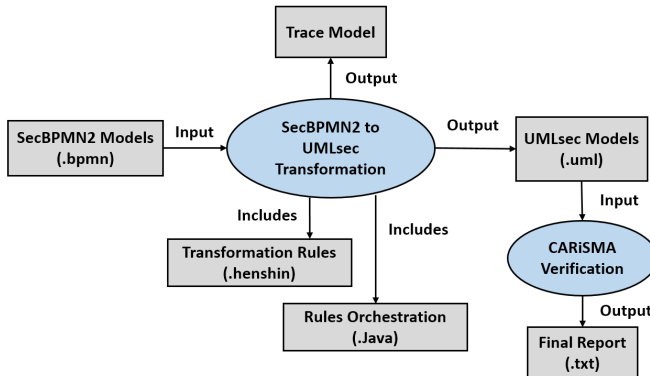 Trace Model
Output
SecBPMN2 Models
(.bpmn)
Input
SecBPMN2 to
UMLsec
Transformation
Output
UMLsec Models
(.uml)
Includes
Includes
Input
Transformation Rules
(.henshin)
CARiSMA
Verification
Rules Orchestration
(.Java)
Output
Final Report
(.txt)